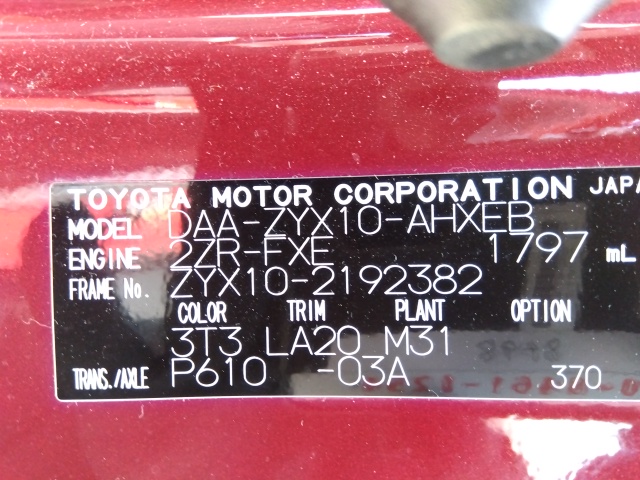 TOYOTA MOTOR CORPORATION JAPA
MODEL DAA-ZYX10-AHXEB
ENGINE 2ZR-FXE 1797 mL
FRAME No. ZYX10-2192382
COLOR TRIM PLANT OPTION
3T3 LA20 M31
TRANS./AXLE P610 -03A 370